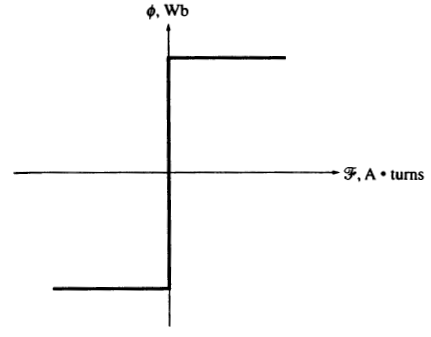 ϕ, Wb
ℱ, A • turns